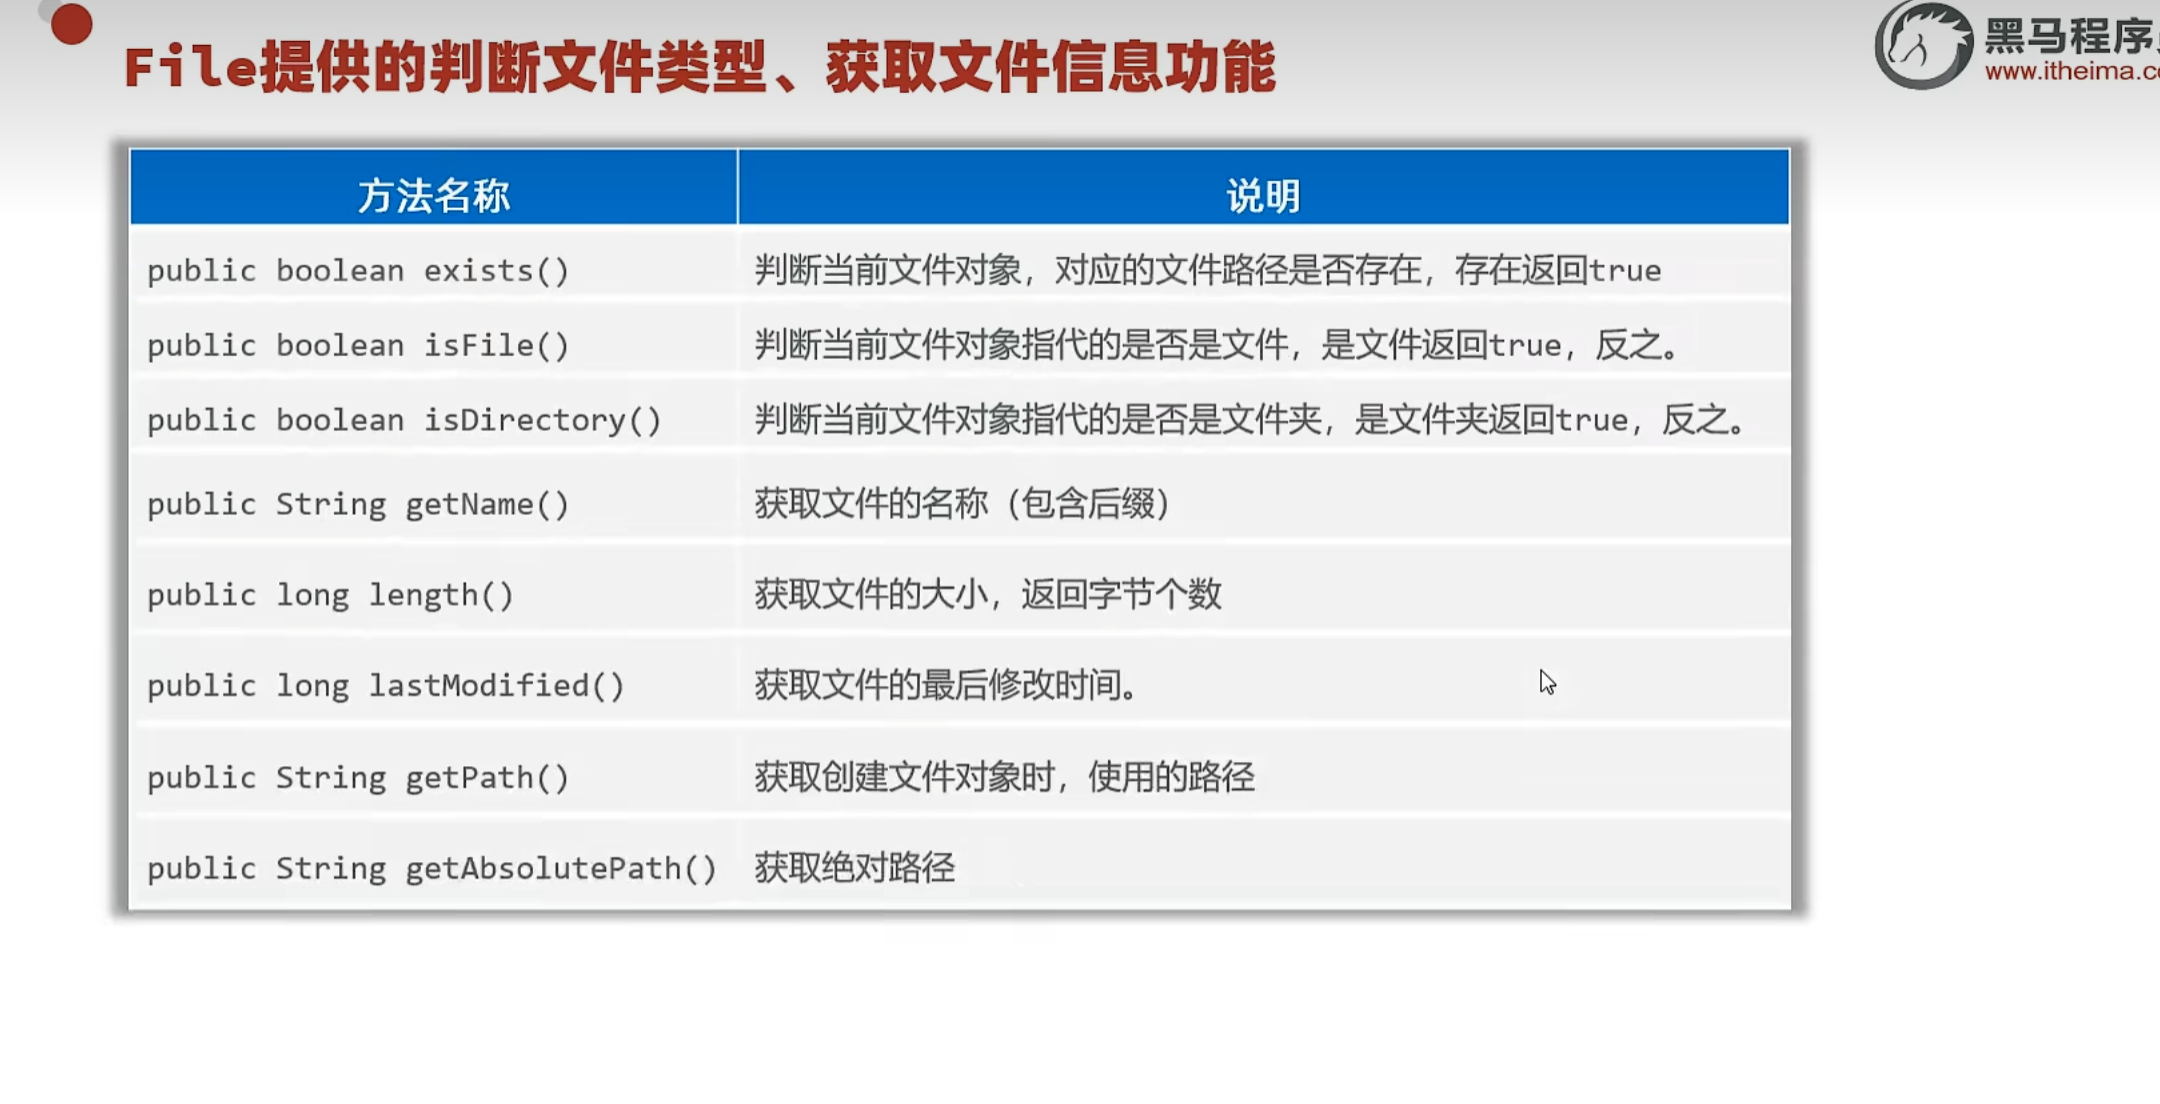 File提供的判断文件类型、获取文件信息功能
黑马程序
www.itheima.c
方法名称 说明
public boolean exists() 判断当前文件对象，对应的文件路径是否存在，存在返回true
public boolean isFile() 判断当前文件对象指代的是否是文件，是文件返回true，反之。
public boolean isDirectory() 判断当前文件对象指代的是否是文件夹，是文件夹返回true，反之。
public String getName() 获取文件的名称（包含后缀）
public long length() 获取文件的大小，返回字节个数
public long lastModified() 获取文件的最后修改时间。
public String getPath() 获取创建文件对象时，使用的路径
public String getAbsolutePath() 获取绝对路径